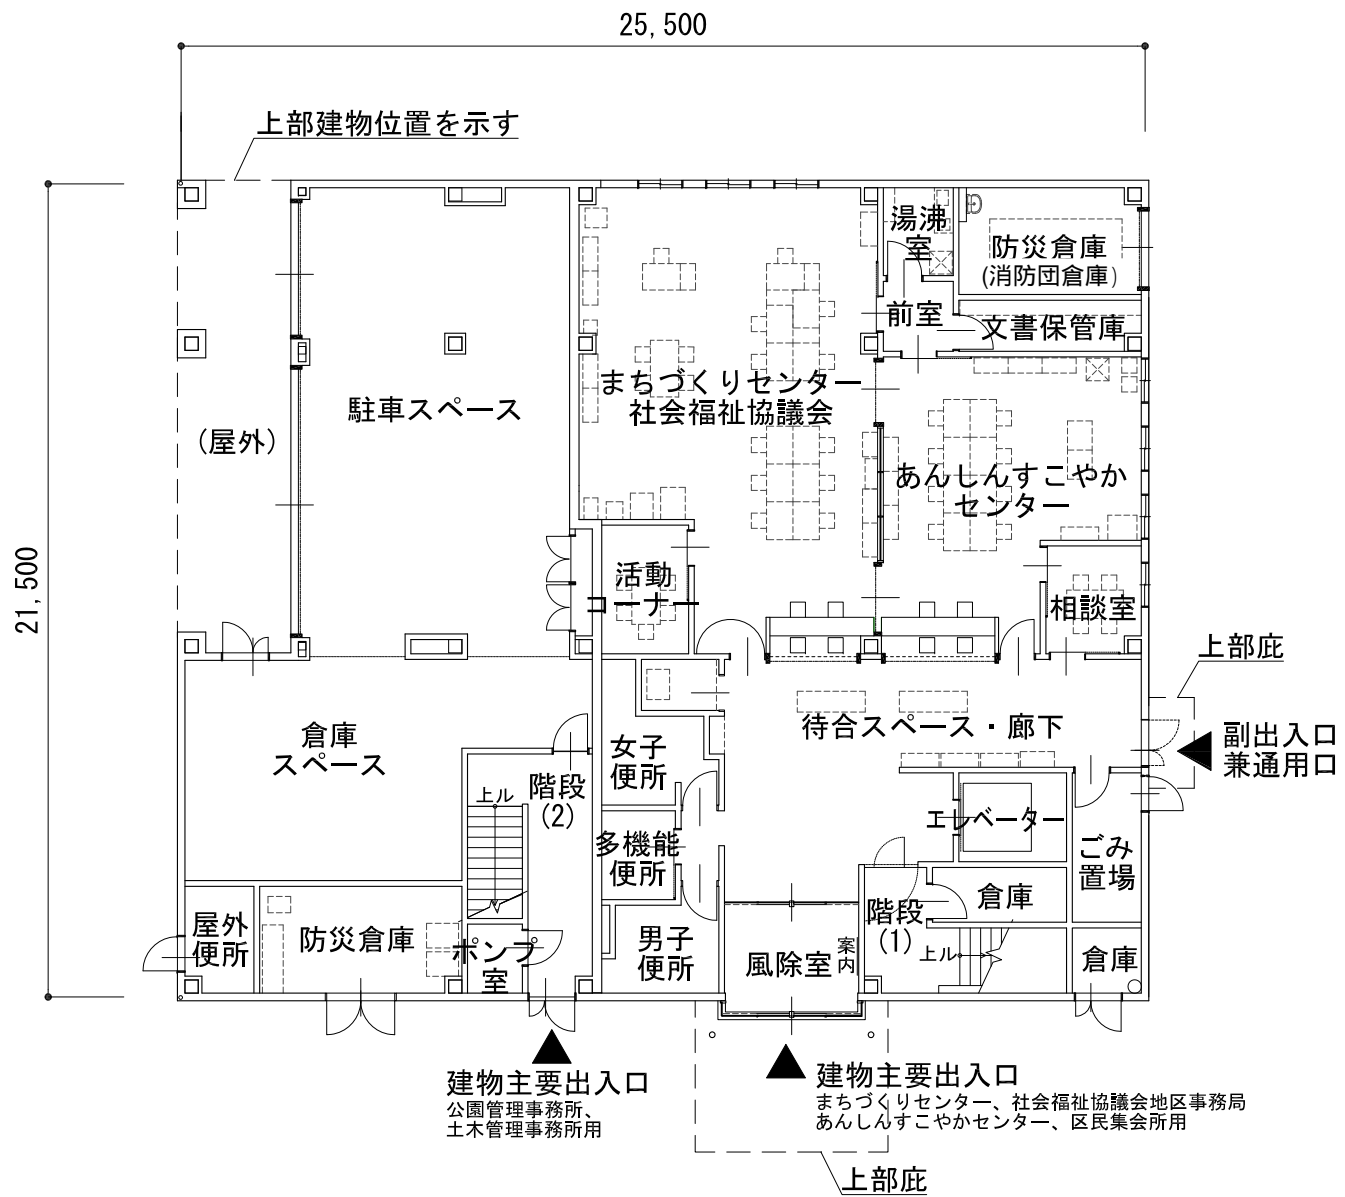 25,500
上部建物位置を示す
湯沸
室
防災倉庫
(消防団倉庫)
前室
文書保管庫
まちづくりセンター
社会福祉協議会
駐車スペース
(屋外)
あんしんすこやか
センター
21,500
活動
コーナー
相談室
上部庇
待合スペース・廊下
副出入口
兼通用口
倉庫
スペース
女子
便所
階段
(2)
上ル
エレベーター
多機能
便所
ごみ
置場
倉庫
階段
(1)
屋外
便所
防災倉庫
ポンプ
室
男子
便所
風除室
案内
上ル
倉庫
建物主要出入口
公園管理事務所、
土木管理事務所用
建物主要出入口
まちづくりセンター、社会福祉協議会地区事務局
あんしんすこやかセンター、区民集会所用
上部庇